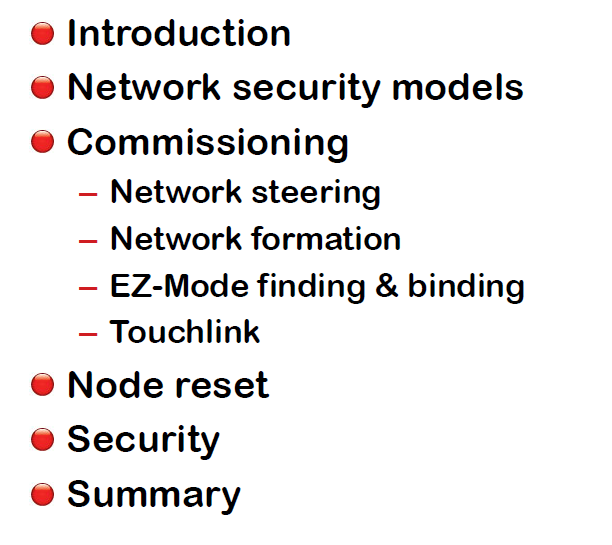 Introduction
Network security models
Commissioning
– Network steering
– Network formation
– EZ-Mode finding & binding
– Touchlink
Node reset
Security
Summary